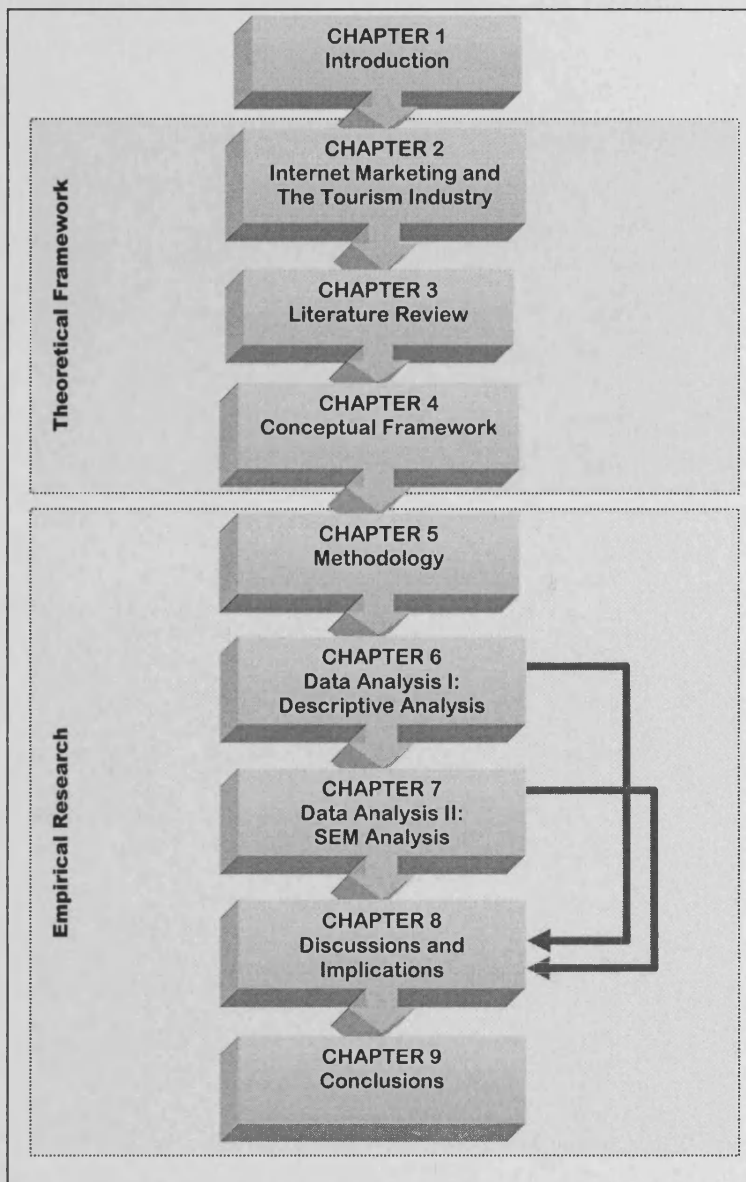 CHAPTER 1
Introduction
Theoretical Framework
CHAPTER 2
Internet Marketing and
The Tourism Industry
CHAPTER 3
Literature Review
CHAPTER 4
Conceptual Framework
Empirical Research
CHAPTER 5
Methodology
CHAPTER 6
Data Analysis I:
Descriptive Analysis
CHAPTER 7
Data Analysis II:
SEM Analysis
CHAPTER 8
Discussions and
Implications
CHAPTER 9
Conclusions